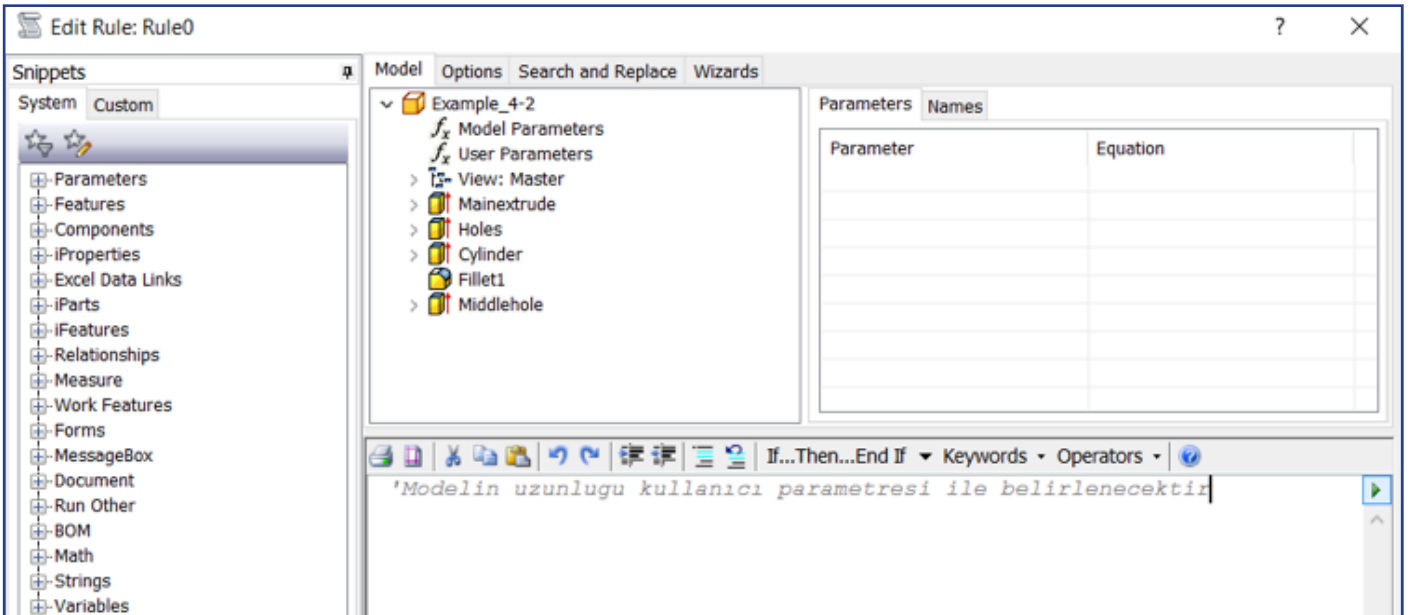 Edit Rule: Rule0
?
Snippets
System Custom
Parameters
Features
Components
iProperties
Excel Data Links
iParts
iFeatures
Relationships
Measure
Work Features
Forms
MessageBox
Document
Run Other
BOM
Math
Strings
Variables
Model Options Search and Replace Wizards
Example_4-2
fx Model Parameters
fx User Parameters
View: Master
Mainextrude
Holes
Cylinder
Fillet1
Middlehole
Parameters Names
Parameter Equation
If...Then...End If Keywords Operators
'Modelin uzunlugu kullanıcı parametresi ile belirlenecektir